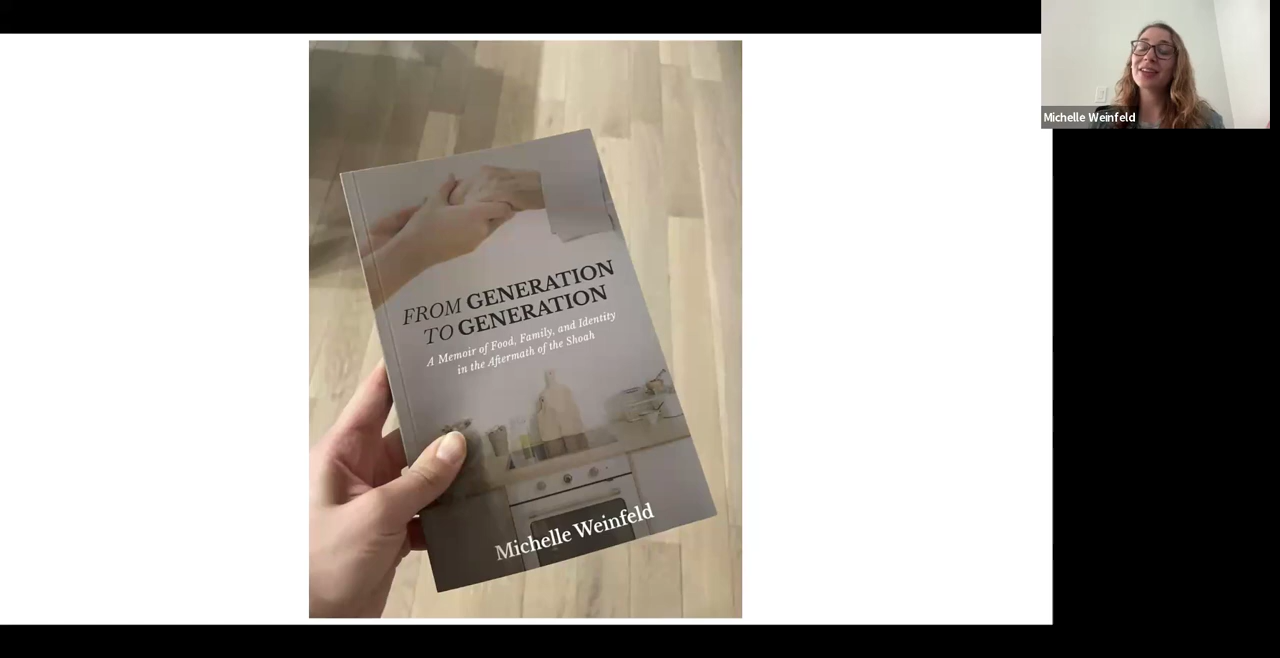 Michelle Weinfeld
FROM GENERATION
TO GENERATION
A Memoir of Food, Family, and Identity
in the Aftermath of the Shoah
Michelle Weinfeld